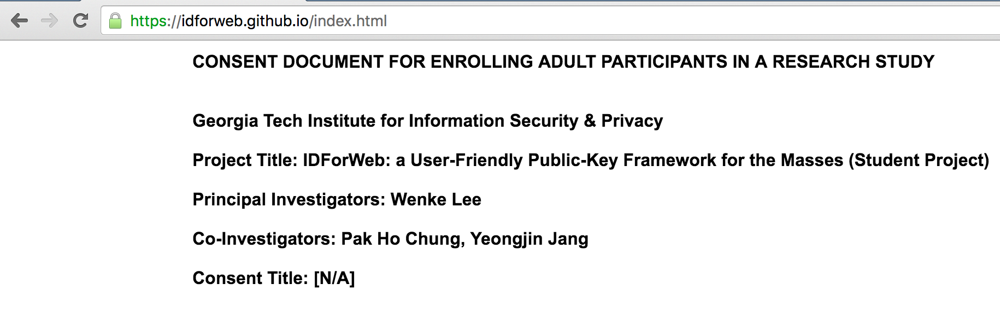 https://idforweb.github.io/index.html
CONSENT DOCUMENT FOR ENROLLING ADULT PARTICIPANTS IN A RESEARCH STUDY
Georgia Tech Institute for Information Security & Privacy
Project Title: IDForWeb: a User-Friendly Public-Key Framework for the Masses (Student Project)
Principal Investigators: Wenke Lee
Co-Investigators: Pak Ho Chung, Yeongjin Jang
Consent Title: [N/A]